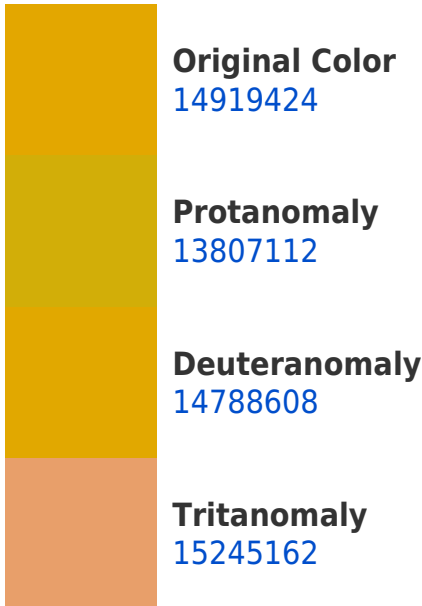 Original Color
14919424
Protanomaly
13807112
Deuteranomaly
14788608
Tritanomaly
15245162